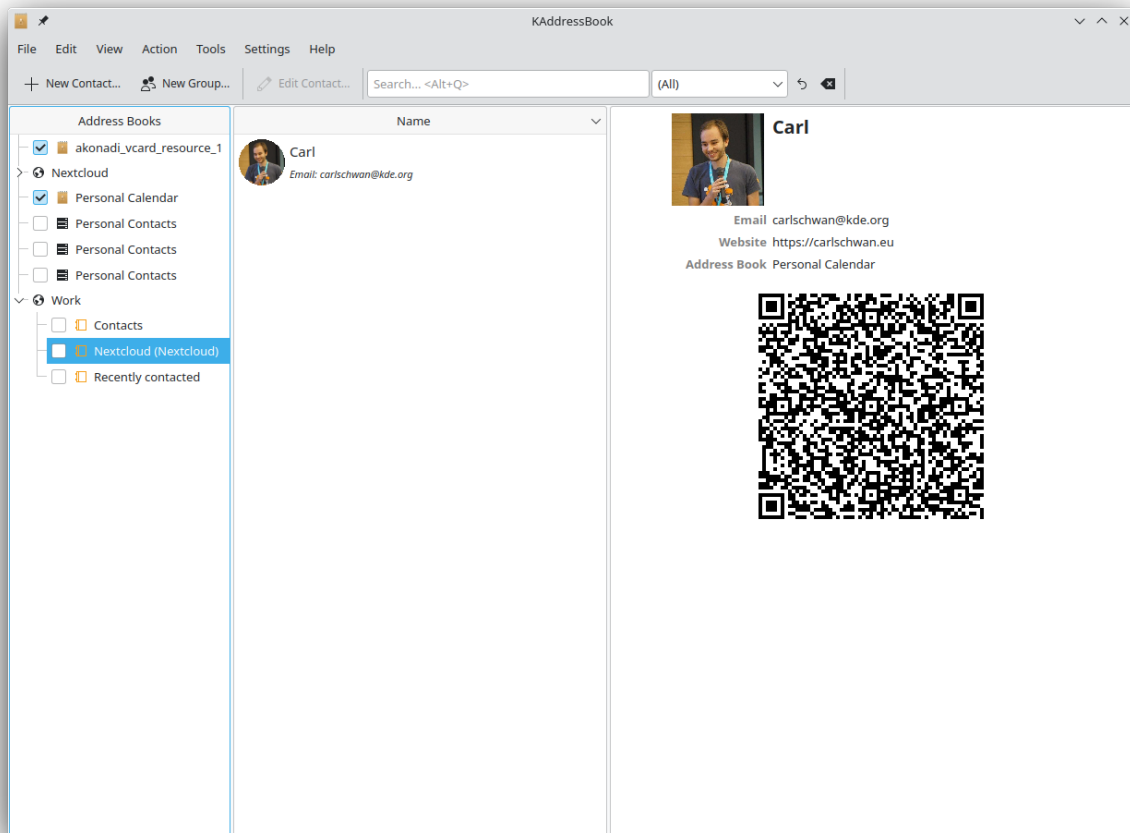 KAddressBook
File Edit View Action Tools Settings Help
New Contact... New Group... Edit Contact... Search... <Alt+Q> (All)
Address Books
akonadi_vcard_resource_1
Nextcloud
Personal Calendar
Personal Contacts
Personal Contacts
Personal Contacts
Work
Contacts
Nextcloud (Nextcloud)
Recently contacted
Name
Carl
Email: carlschwan@kde.org
Carl
Email carlschwan@kde.org
Website https://carlschwan.eu
Address Book Personal Calendar